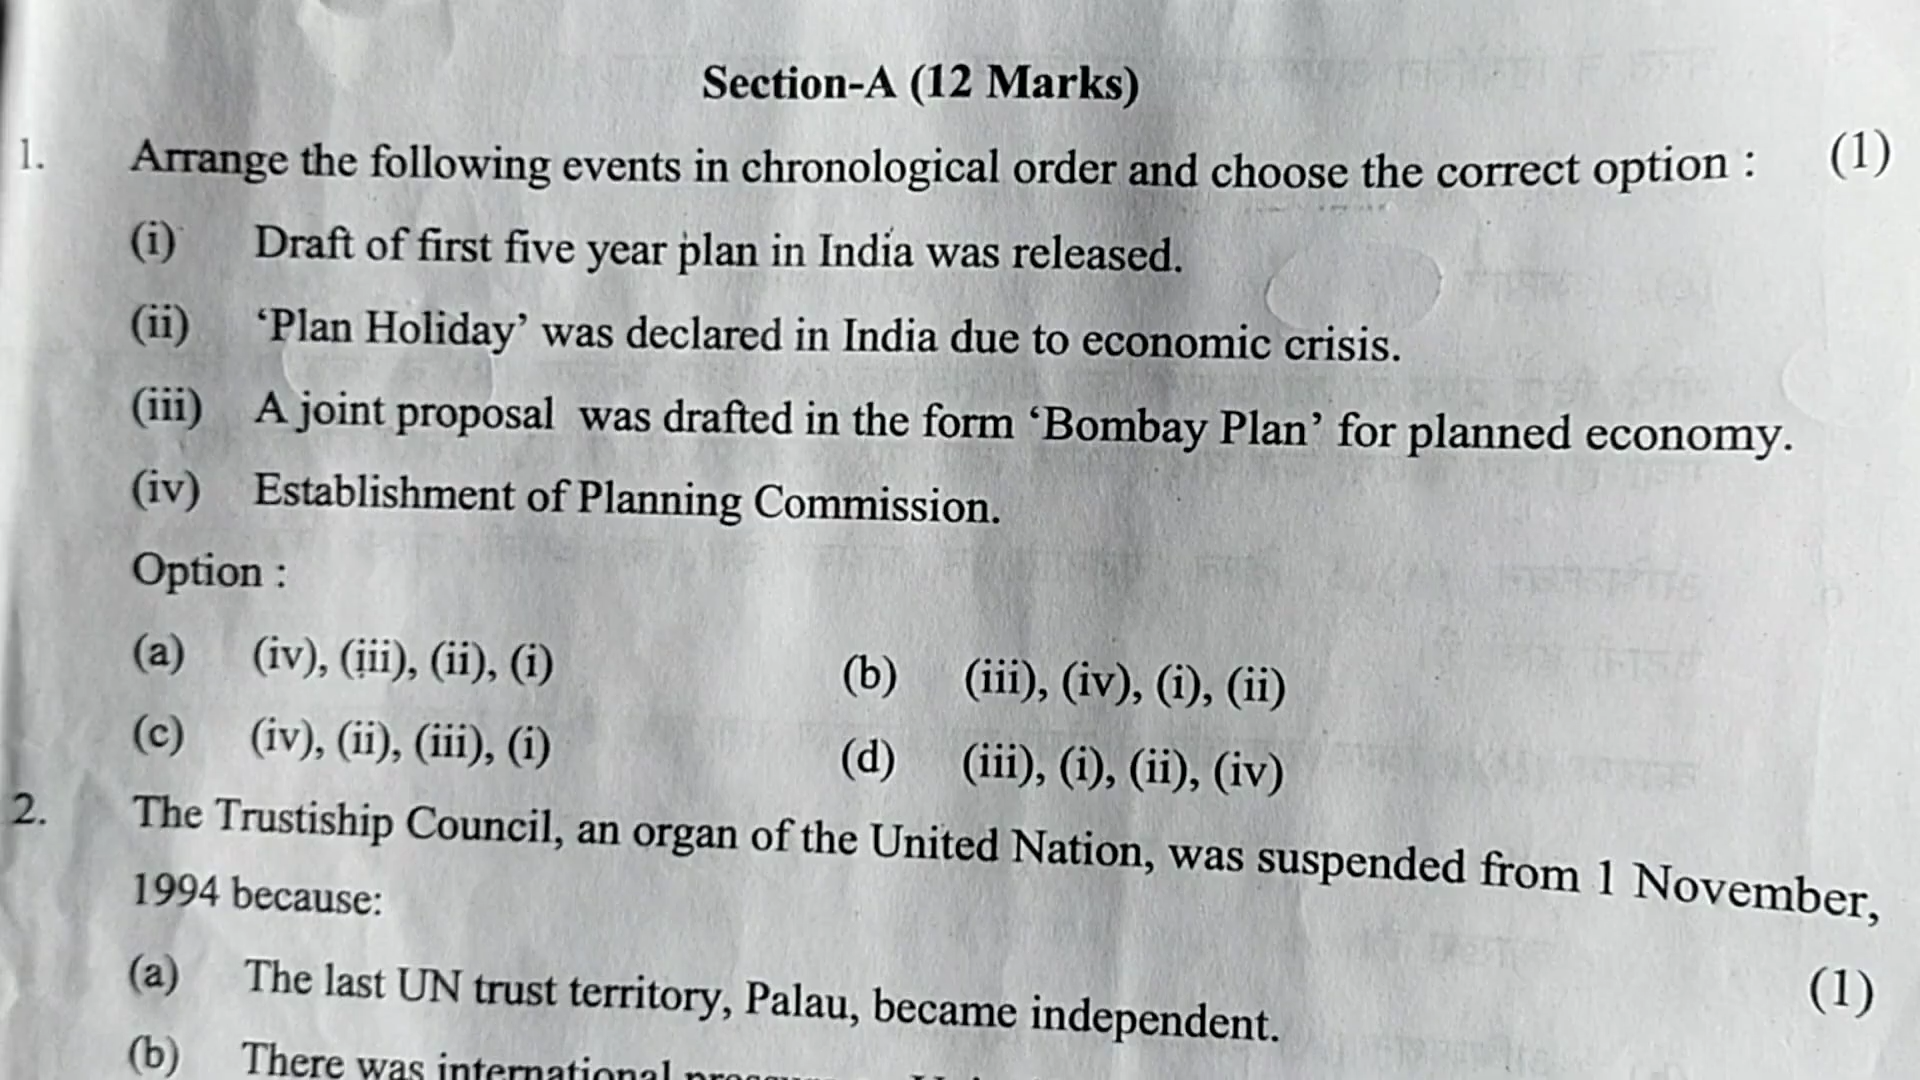 Section-A (12 Marks)
1. Arrange the following events in chronological order and choose the correct option : (1)
(i) Draft of first five year plan in India was released.
(ii) ‘Plan Holiday’ was declared in India due to economic crisis.
(iii) A joint proposal was drafted in the form ‘Bombay Plan’ for planned economy.
(iv) Establishment of Planning Commission.
Option :
(a) (iv), (iii), (ii), (i) (b) (iii), (iv), (i), (ii)
(c) (iv), (ii), (iii), (i) (d) (iii), (i), (ii), (iv)
2. The Trustiship Council, an organ of the United Nation, was suspended from 1 November,
1994 because: (1)
(a) The last UN trust territory, Palau, became independent.
(b) There was international